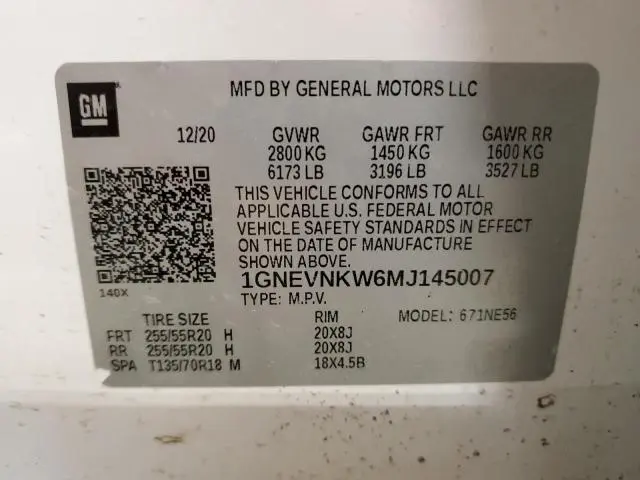 GM
MFD BY GENERAL MOTORS LLC
12/20 GVWR GAWR FRT GAWR RR
2800 KG 1450 KG 1600 KG
6173 LB 3196 LB 3527 LB
THIS VEHICLE CONFORMS TO ALL
APPLICABLE U.S. FEDERAL MOTOR
VEHICLE SAFETY STANDARDS IN EFFECT
ON THE DATE OF MANUFACTURE
SHOWN ABOVE.
140X
1GNEVNKW6MJ145007
TYPE: M.P.V.
TIRE SIZE RIM MODEL: 671NE56
FRT 255/55R20 H 20X8J
RR 255/55R20 H 20X8J
SPA T135/70R18 M 18X4.5B